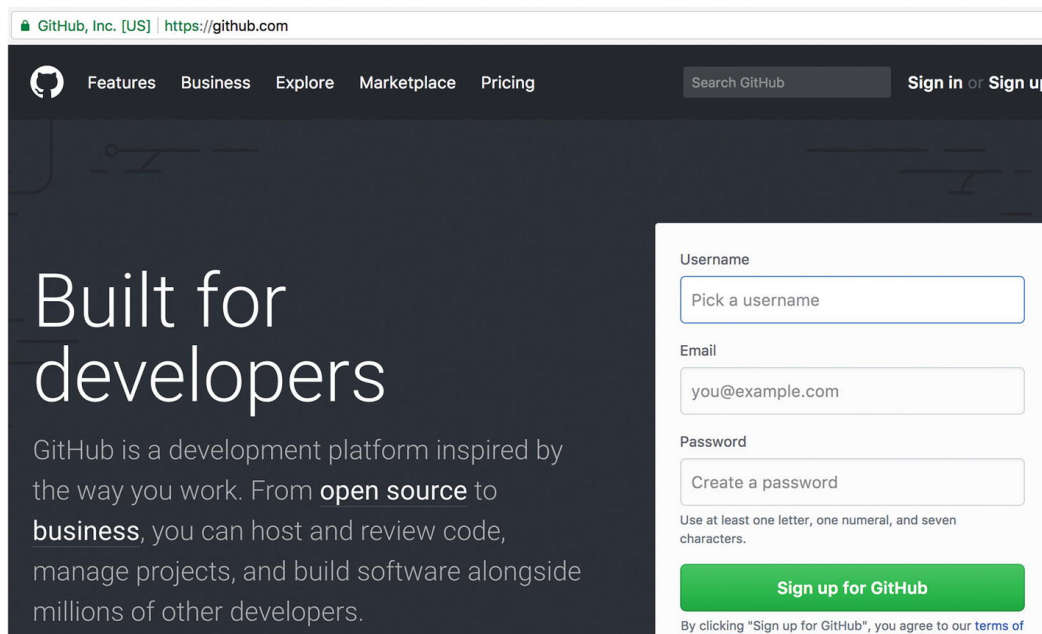 GitHub, Inc. [US] | https://github.com
Features Business Explore Marketplace Pricing Search GitHub Sign in or Sign up
Built for
developers
GitHub is a development platform inspired by
the way you work. From open source to
business, you can host and review code,
manage projects, and build software alongside
millions of other developers.
Username
Pick a username
Email
you@example.com
Password
Create a password
Use at least one letter, one numeral, and seven
characters.
Sign up for GitHub
By clicking "Sign up for GitHub", you agree to our terms of